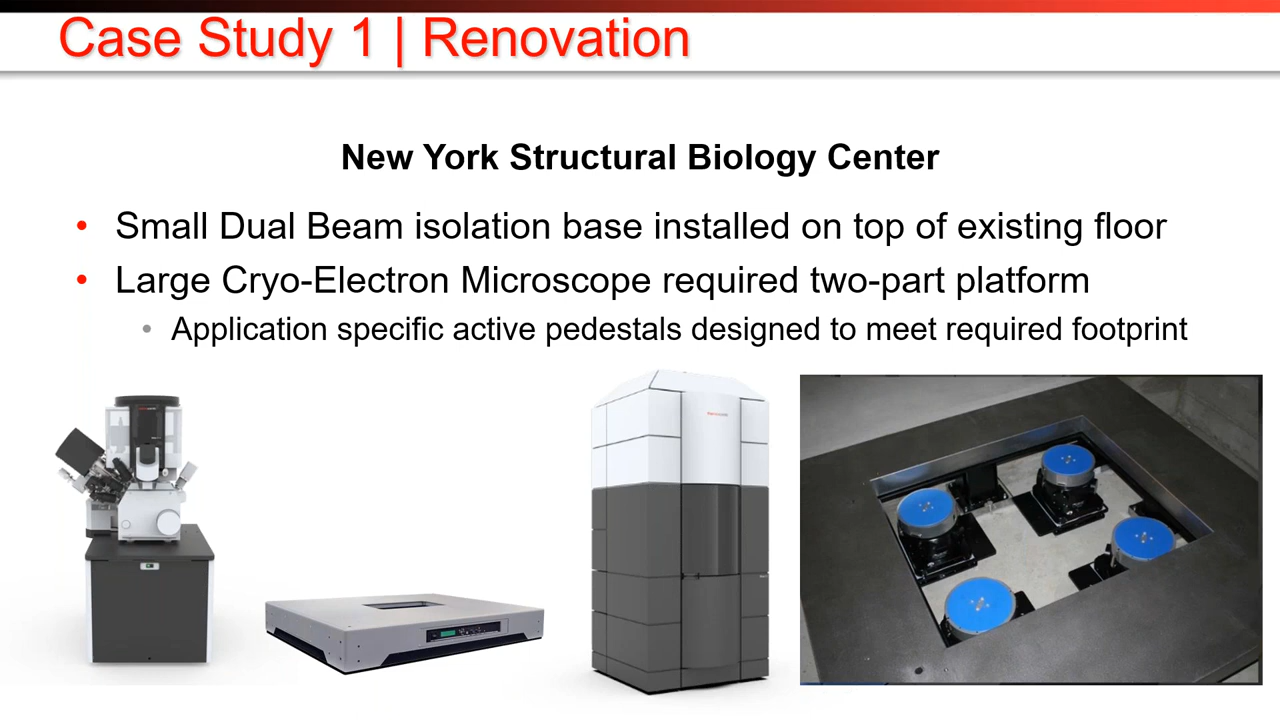 Case Study 1 | Renovation
New York Structural Biology Center
• Small Dual Beam isolation base installed on top of existing floor
• Large Cryo-Electron Microscope required two-part platform
• Application specific active pedestals designed to meet required footprint